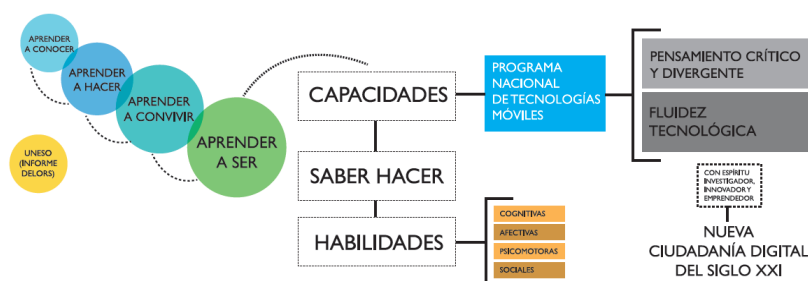 APRENDER
A CONOCER
APRENDER
A HACER
APRENDER
A CONVIVIR
APRENDER
A SER
UNESO
(INFORME
DELORS)
CAPACIDADES
SABER HACER
HABILIDADES
COGNITIVAS
AFECTIVAS
PSICOMOTORAS
SOCIALES
PROGRAMA
NACIONAL
DE TECNOLOGÍAS
MÓVILES
PENSAMIENTO CRÍTICO
Y DIVERGENTE
FLUIDEZ
TECNOLÓGICA
CON ESPÍRITU
INVESTIGADOR,
INNOVADOR Y
EMPRENDEDOR
NUEVA
CIUDADANÍA DIGITAL
DEL SIGLO XXI